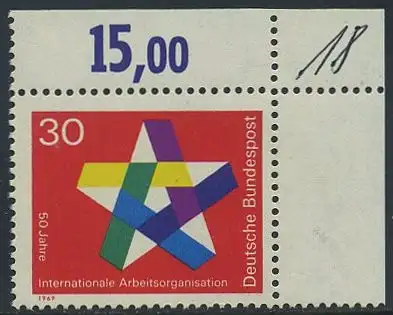 15,00
18
30
50 Jahre
Internationale Arbeitsorganisation
Deutsche Bundespost
1969